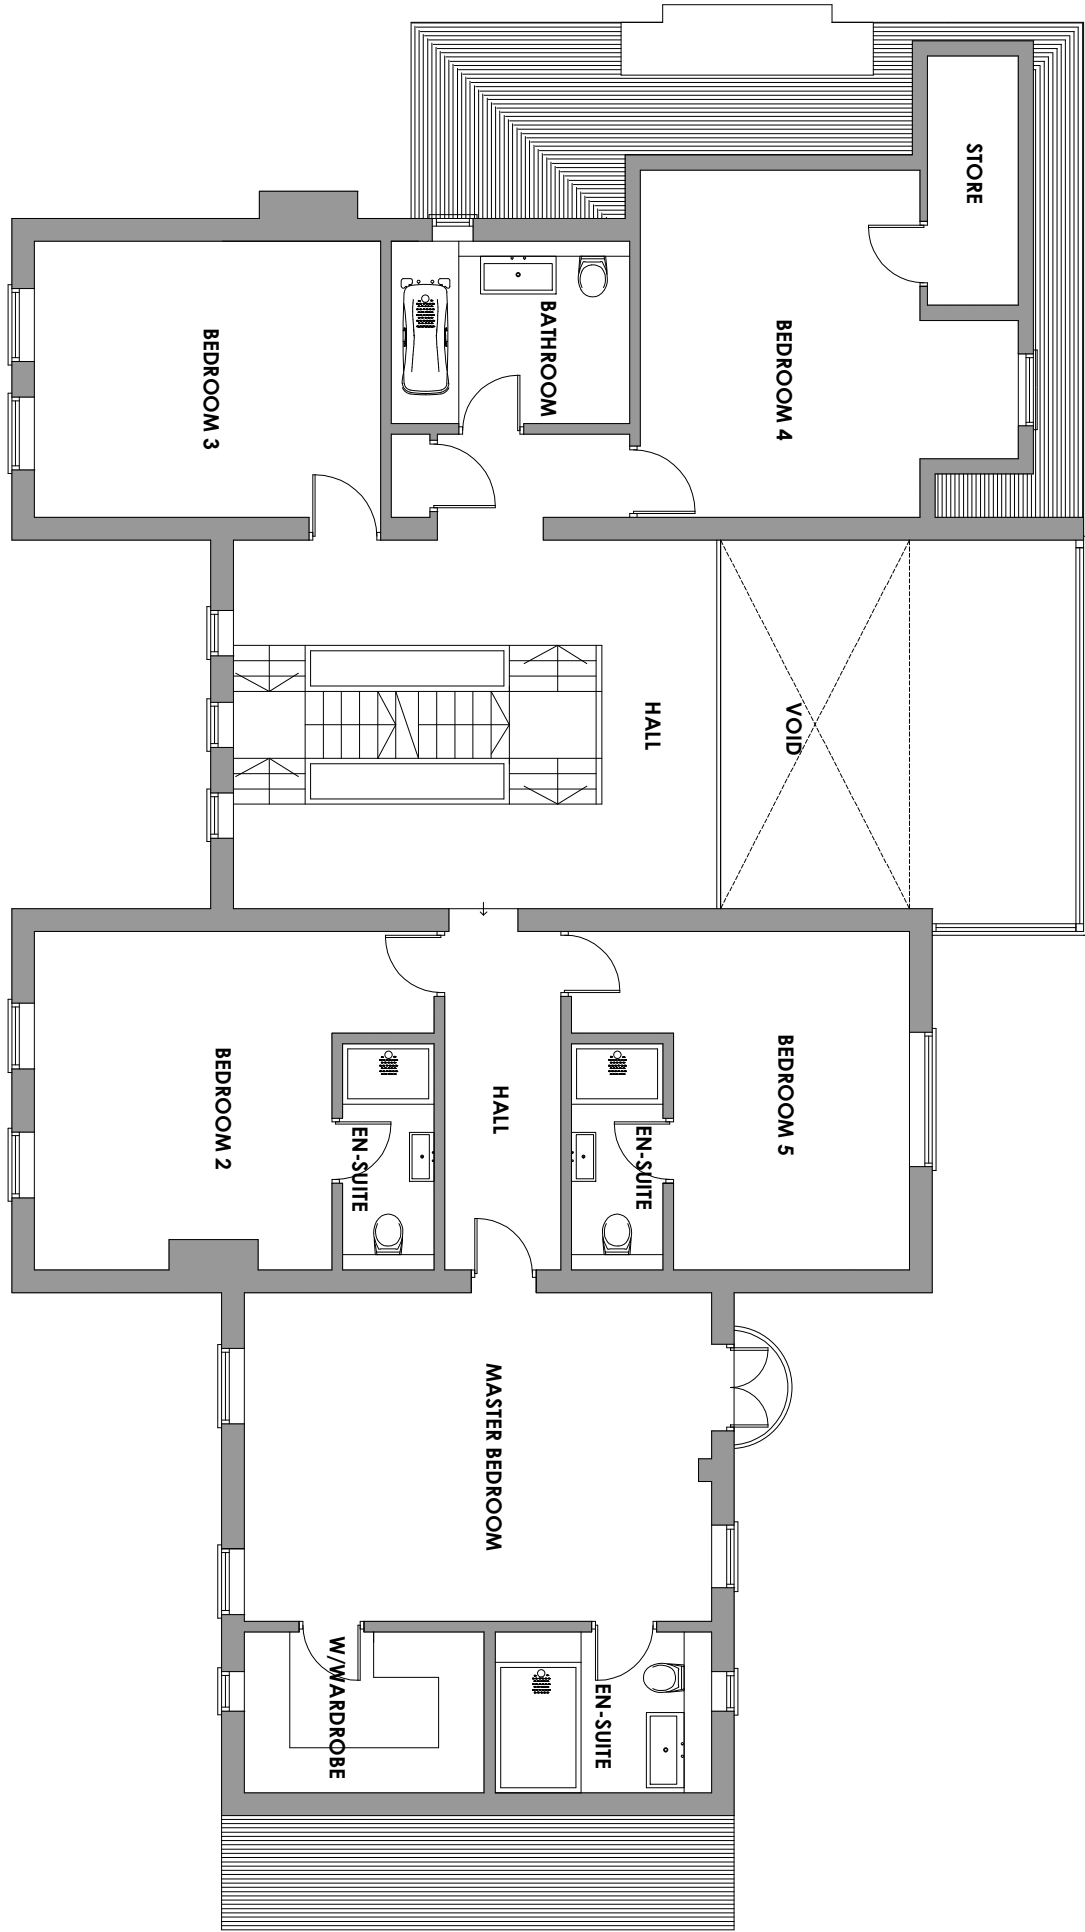 STORE
BEDROOM 4
BATHROOM
BEDROOM 3
VOID
HALL
BEDROOM 5
EN-SUITE
HALL
EN-SUITE
BEDROOM 2
MASTER BEDROOM
EN-SUITE
W/WARDROBE